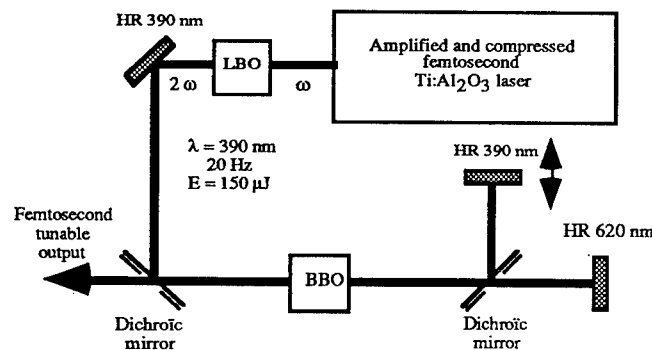 HR 390 nm
LBO
2 ω
ω
Amplified and compressed
femtosecond
Ti:Al2O3 laser
λ = 390 nm
20 Hz
E = 150 µJ
HR 390 nm
HR 620 nm
Femtosecond
tunable
output
BBO
Dichroïc
mirror
Dichroïc
mirror